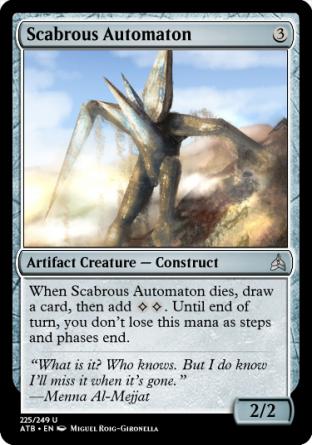 Scabrous Automaton 3
Artifact Creature — Construct
When Scabrous Automaton dies, draw
a card, then add. Until end of
turn, you don't lose this mana as steps
and phases end.
"What is it? Who knows. But I do know
I'll miss it when it's gone."
—Menna Al-Mejjat
2/2
225/249 U
ATB • EN Miguel Roig-Gironella